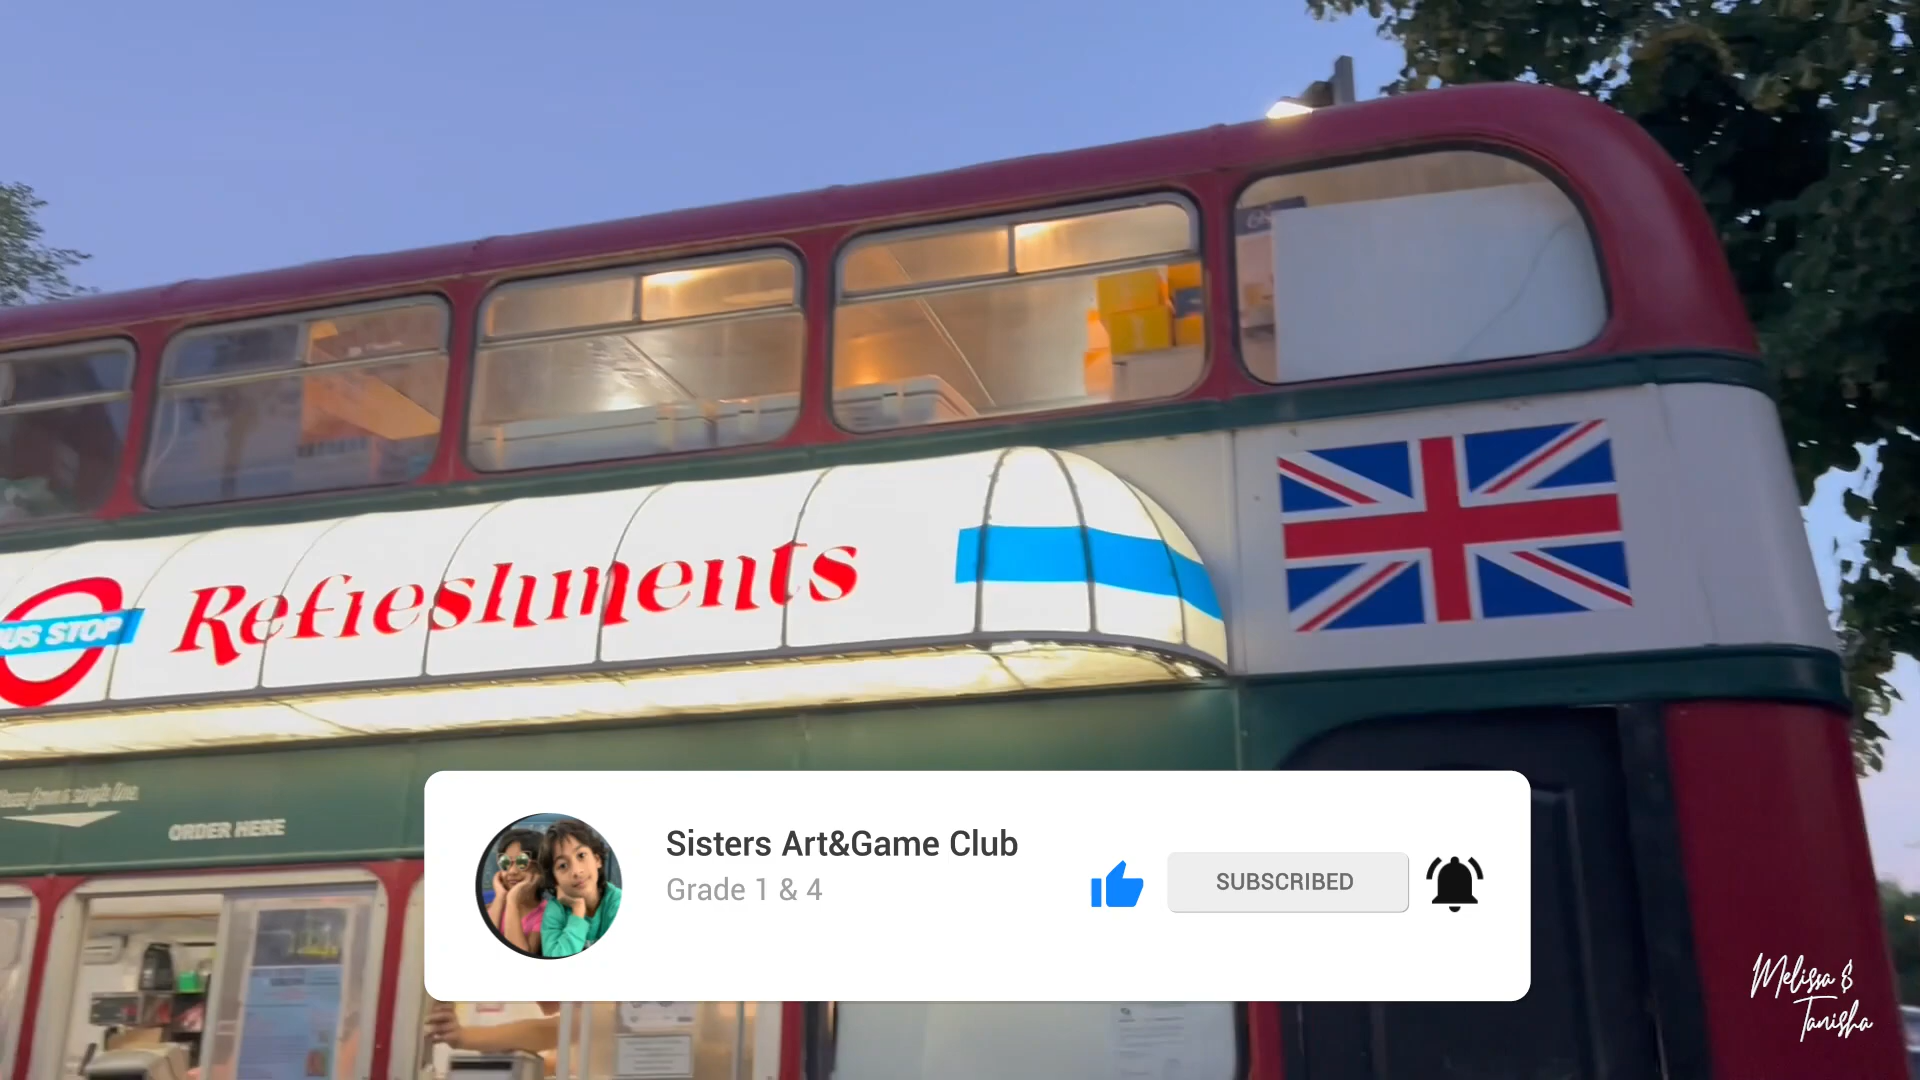 BUS STOP
Refreshments
ORDER HERE
Sisters Art&Game Club
Grade 1 & 4
SUBSCRIBED
Melissa &
Tanisha